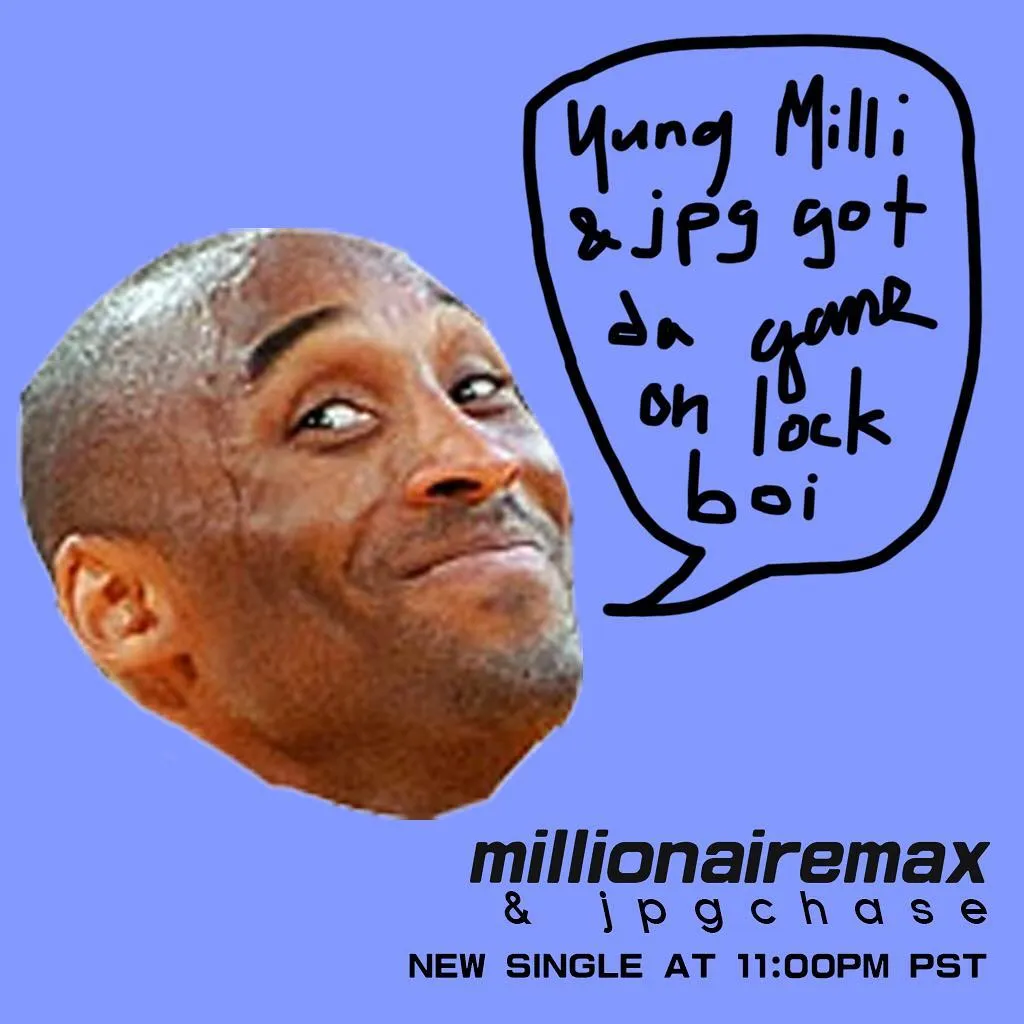 Yung Milli
& jpg got
da game
on lock
boi
millionairemax
& jpgchase
NEW SINGLE AT 11:00PM PST